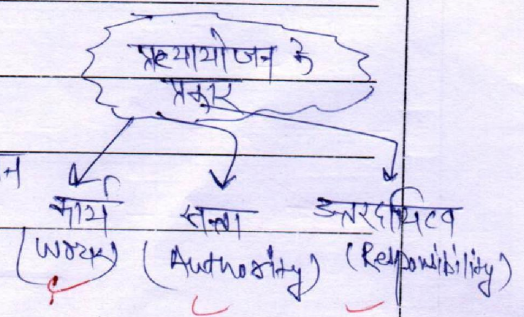 प्रत्यायोजन के
प्रकार
न
कार्य सत्ता उत्तरदायित्व
(Work) (Authority) (Responsibility)